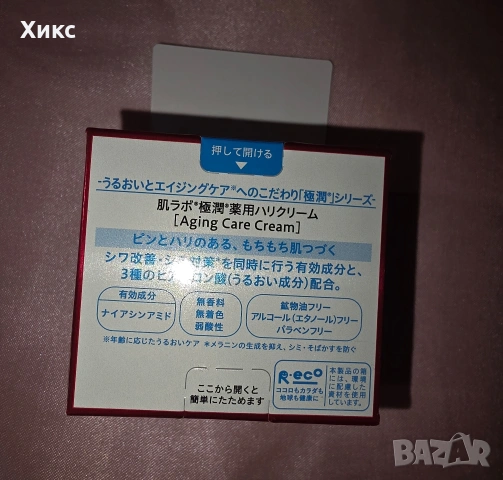 Хикс
押して開ける
-うるおいとエイジングケア*へのこだわり「極潤®」シリーズ-
肌ラボ®極潤®薬用ハリクリーム
[Aging Care Cream]
ピンとハリのある、もちもち肌つづく
シワ改善・シミ対策*を同時に行う有効成分と、
3種のヒアルロン酸(うるおい成分)配合。
有効成分
ナイアシンアミド
無香料
無着色
弱酸性
鉱物油フリー
アルコール(エタノール)フリー
パラベンフリー
*年齢に応じたうるおいケア *メラニンの生成を抑え、シミ・そばかすを防ぐ
ここから開くと
簡単にたためます
R·eco
ココロもカラダも
地球も健康に
本製品の箱
には、環境
に配慮した
資材を使用
しています。
BAZAR